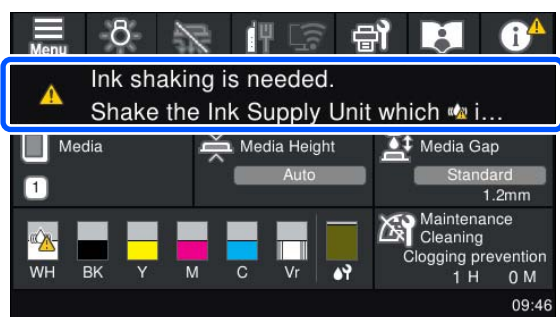 Menu
Ink shaking is needed.
Shake the Ink Supply Unit which i...
Media
Media Height
Media Gap
Auto
Standard
1
1.2mm
Maintenance
Cleaning
Clogging prevention
1 H 0 M
WH BK Y M C Vr
09:46